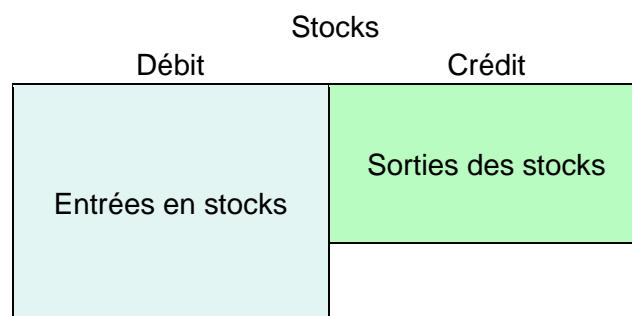 Stocks
Débit
Crédit
Sorties des stocks
Entrées en stocks